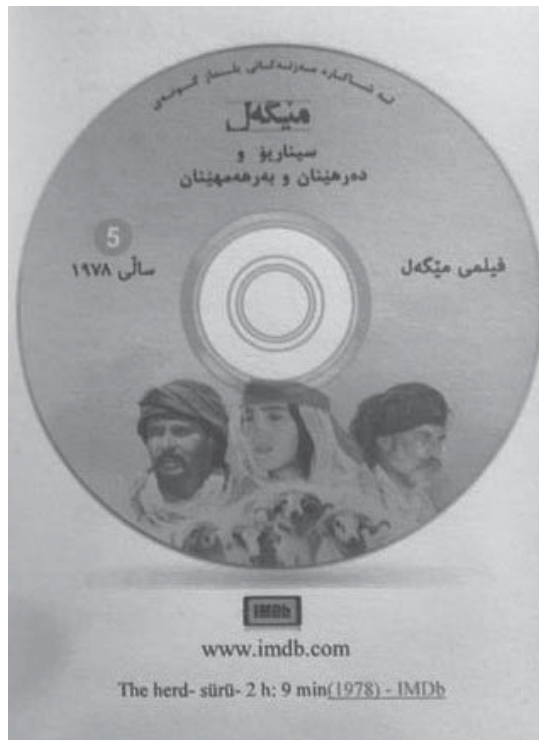 لە شاکارە سەرنەکانی یلماز گونەی
مێگەل
سیناریۆ و
دەرهێنان و بەرهەمهێنان
5
ساڵی ١٩٧٨
فیلمی مێگەل
IMDb
www.imdb.com
The herd- sürü- 2 h: 9 min(1978) - IMDb